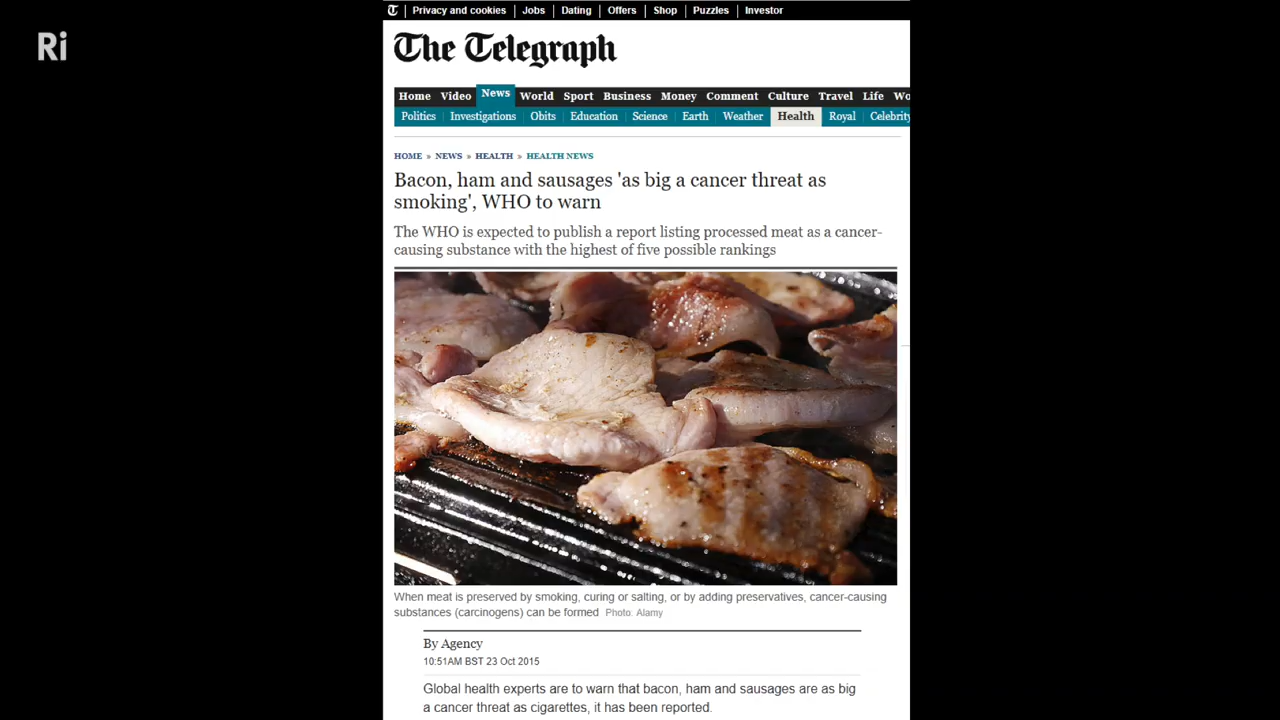 Ri
Privacy and cookies Jobs Dating Offers Shop Puzzles Investor
The Telegraph
Home Video News World Sport Business Money Comment Culture Travel Life Wo
Politics Investigations Obits Education Science Earth Weather Health Royal Celebrity
HOME » NEWS » HEALTH » HEALTH NEWS
Bacon, ham and sausages 'as big a cancer threat as
smoking', WHO to warn
The WHO is expected to publish a report listing processed meat as a cancer-
causing substance with the highest of five possible rankings
When meat is preserved by smoking, curing or salting, or by adding preservatives, cancer-causing
substances (carcinogens) can be formed Photo. Alamy
By Agency
10:51AM BST 23 Oct 2015
Global health experts are to warn that bacon, ham and sausages are as big
a cancer threat as cigarettes, it has been reported.